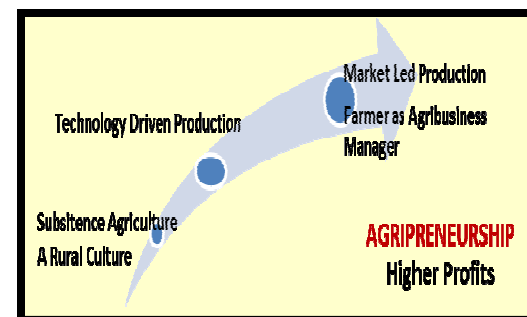 Market Led Production
Farmer as Agribusiness
Manager
Technology Driven Production
Subsitence Agriculture
A Rural Culture
AGRIPRENEURSHIP
Higher Profits